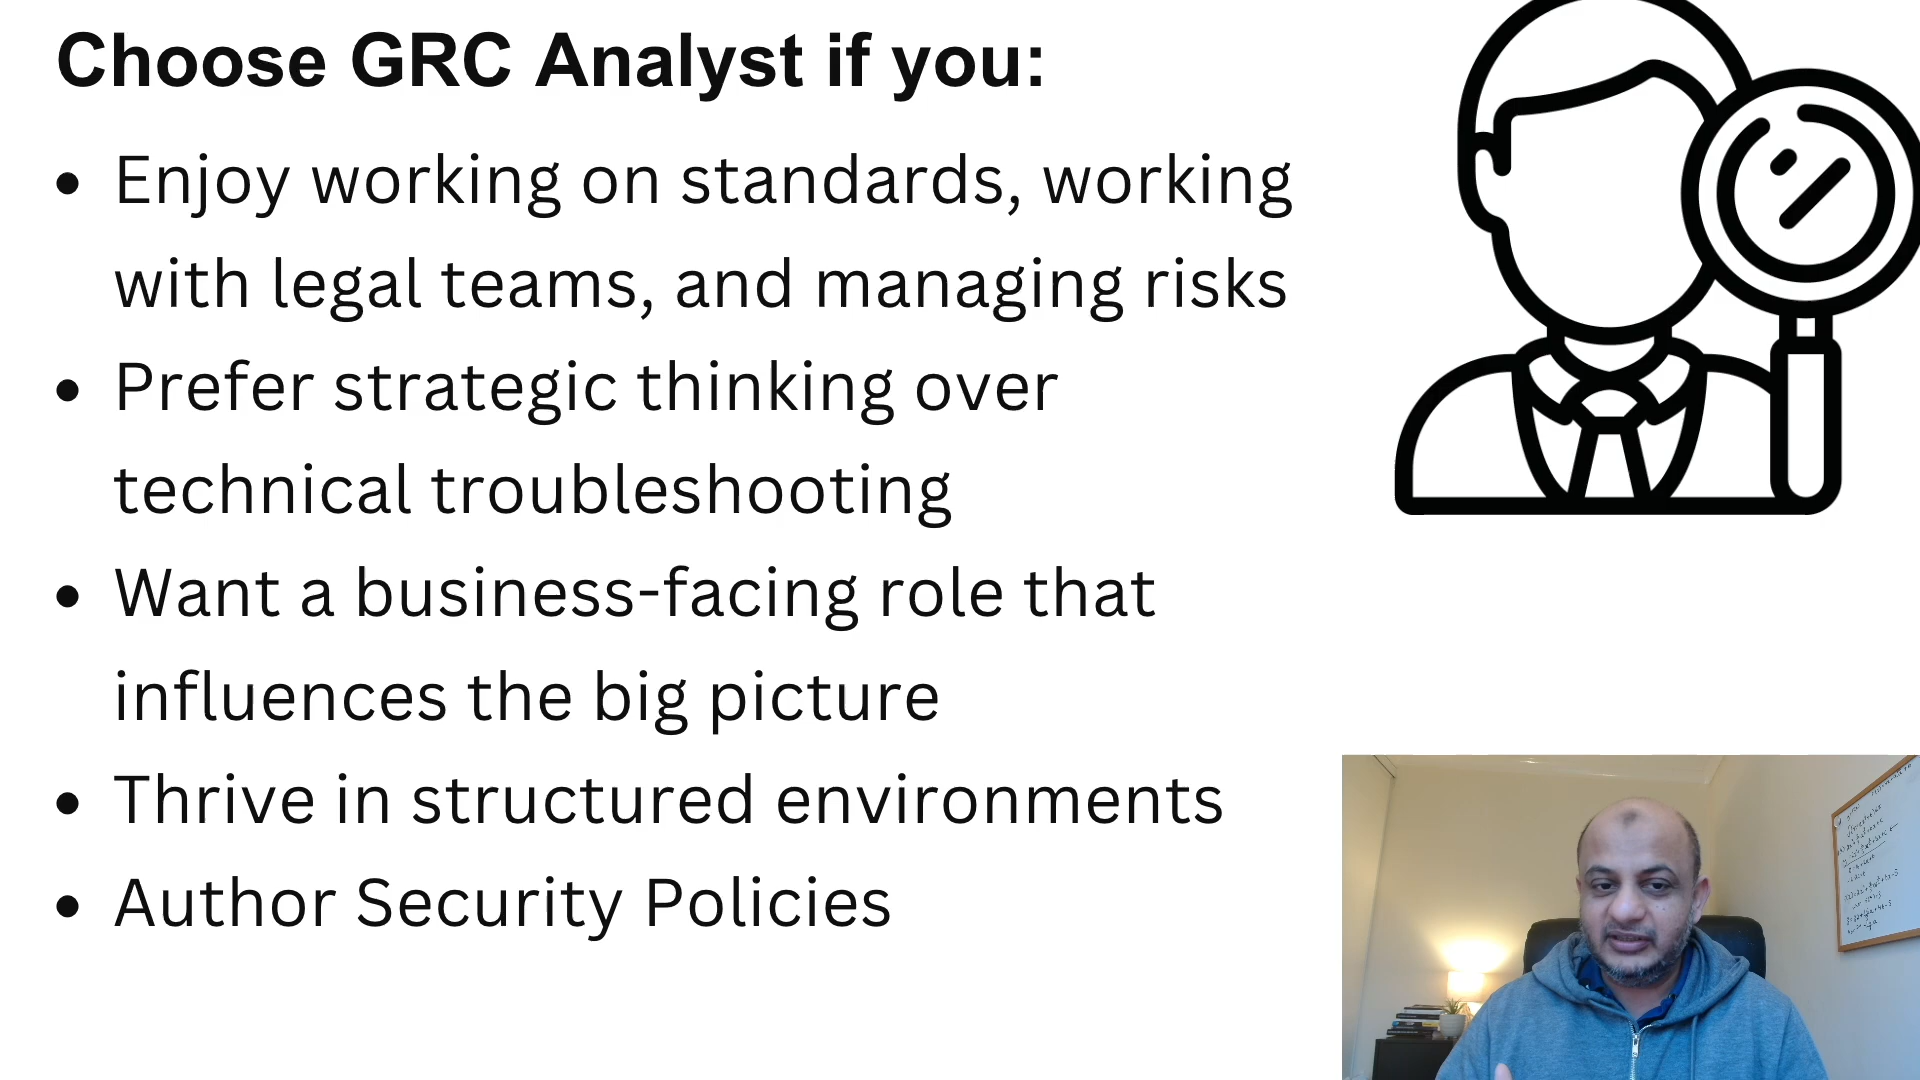 Choose GRC Analyst if you:
• Enjoy working on standards, working
with legal teams, and managing risks
• Prefer strategic thinking over
technical troubleshooting
• Want a business-facing role that
influences the big picture
• Thrive in structured environments
• Author Security Policies